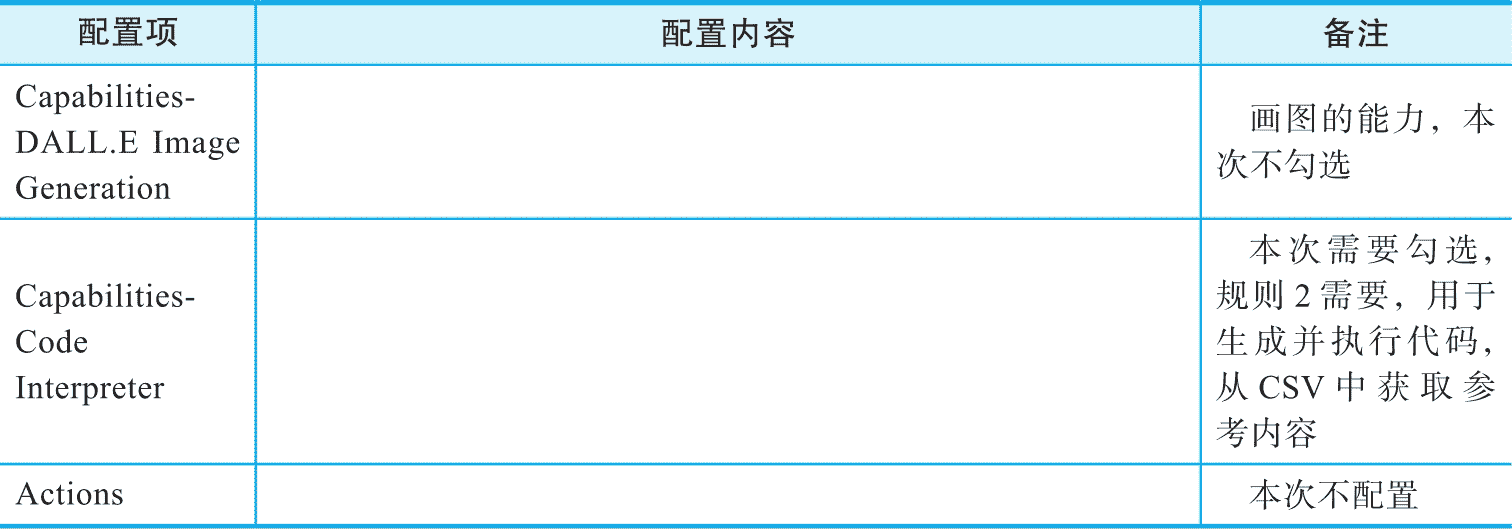 配置项 配置内容 备注
Capabilities-
DALL.E Image
Generation
画图的能力，本
次不勾选
Capabilities-
Code
Interpreter
本次需要勾选，
规则 2 需要，用于
生成并执行代码，
从 CSV 中获取参
考内容
Actions 本次不配置